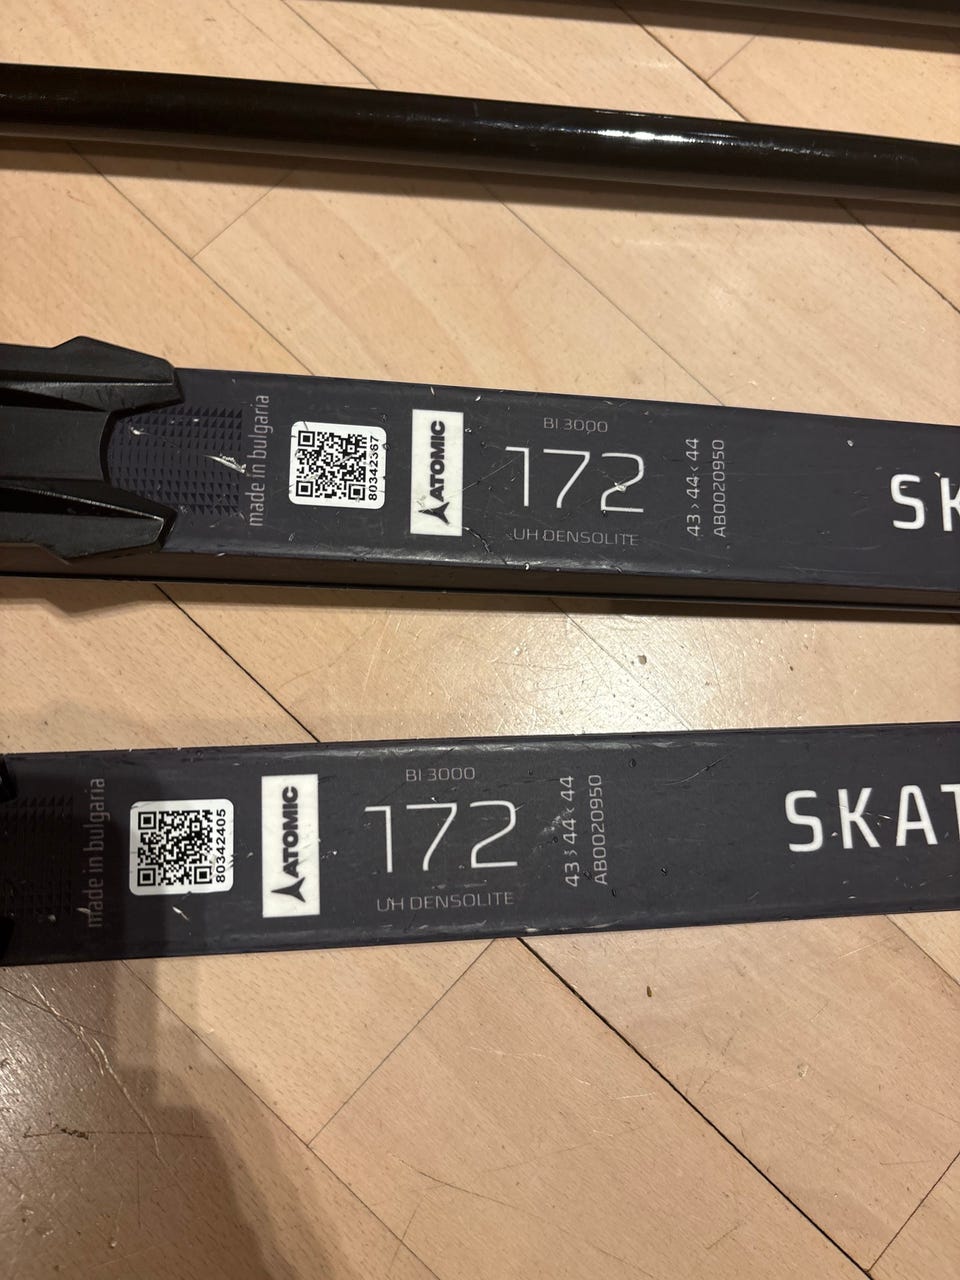 made in bulgaria
80342367
ATOMIC
BI 3000
172
UH DENSOLITE
43›44‹44
AB0020950
SK
made in bulgaria
80342405
ATOMIC
BI 3000
172
UH DENSOLITE
43›44‹44
AB0020950
SKAT